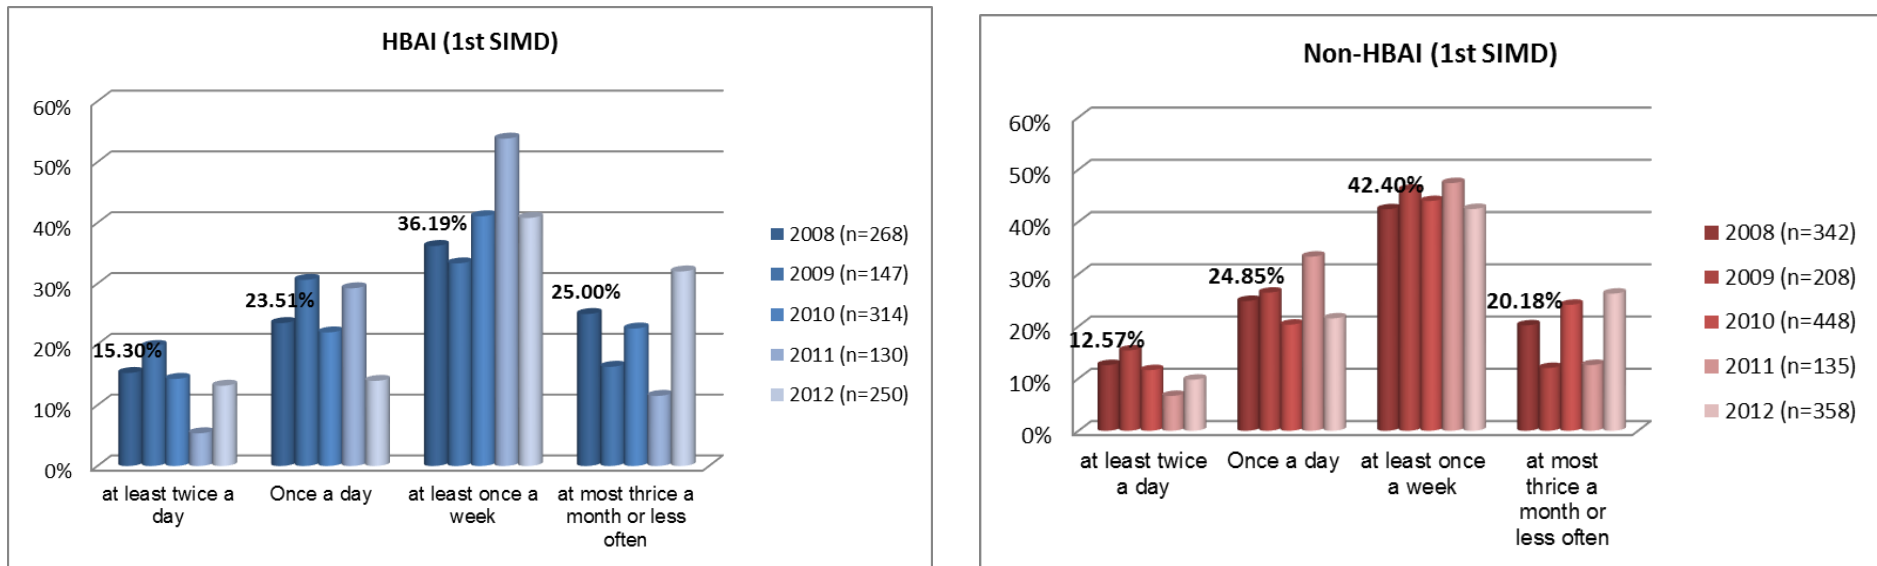 HBAI (1st SIMD)
60%
50%
40%
30%
20%
10%
0%
15.30%
23.51%
36.19%
25.00%
at least twice a
day
Once a day
at least once a
week
at most thrice a
month or less
often
2008 (n=268)
2009 (n=147)
2010 (n=314)
2011 (n=130)
2012 (n=250)
Non-HBAI (1st SIMD)
60%
50%
40%
30%
20%
10%
0%
12.57%
24.85%
42.40%
20.18%
at least twice
a day
Once a day
at least once
a week
at most
thrice a
month or
less often
2008 (n=342)
2009 (n=208)
2010 (n=448)
2011 (n=135)
2012 (n=358)